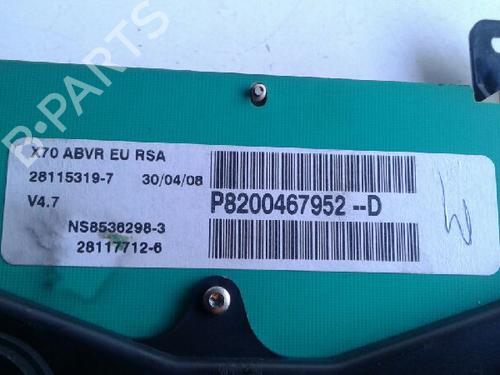 B-PARTS
X70 ABVR EU RSA
28115319-7 30/04/08
V4.7
P8200467952 --D
NS8536298-3
28117712-6